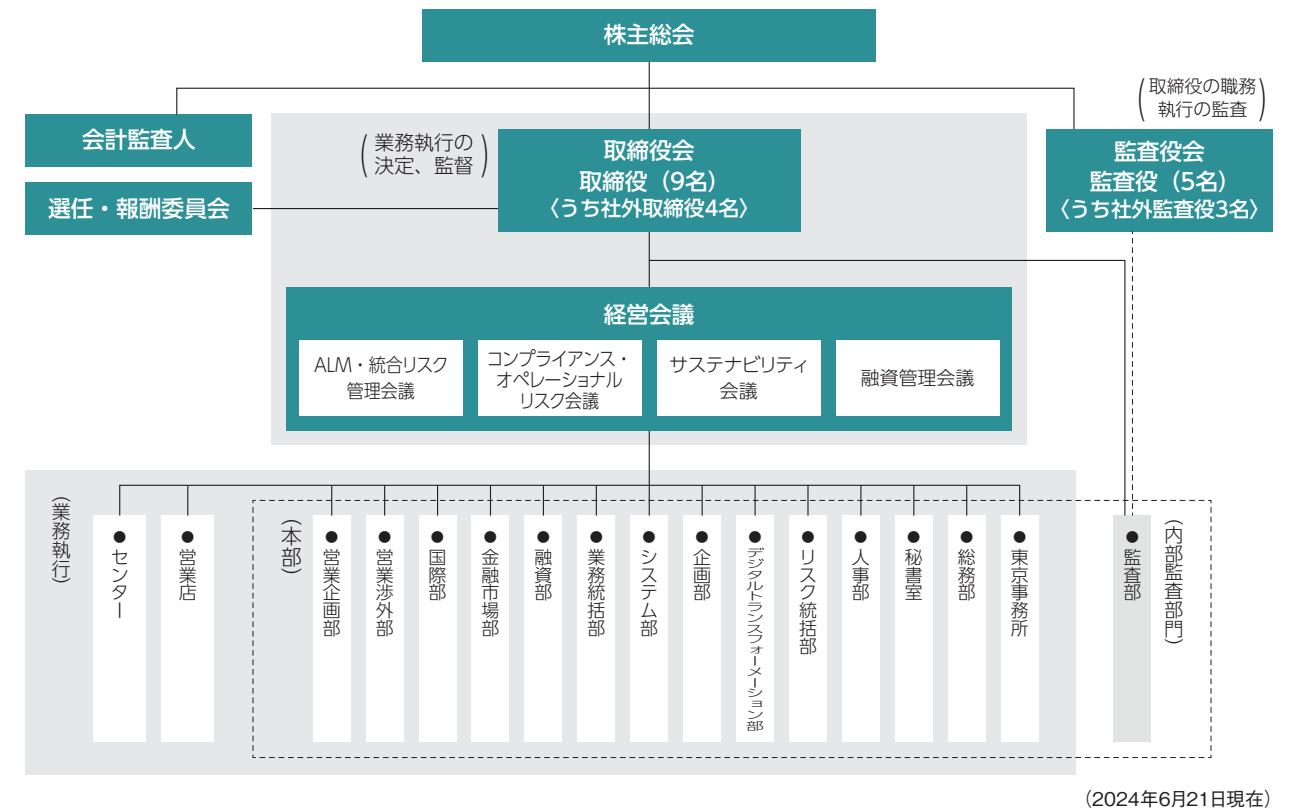 株主総会
(取締役の職務
執行の監査)
会計監査人
(業務執行の
決定、監督)
取締役会
取締役(9名)
〈うち社外取締役4名〉
監査役会
監査役(5名)
〈うち社外監査役3名〉
選任・報酬委員会
経営会議
ALM・統合リスク
管理会議
コンプライアンス・
オペレーショナル
リスク会議
サステナビリティ
会議
融資管理会議
(業務執行)
●センター
●営業店
(本部)
●営業企画部
●営業渉外部
●国際部
●金融市場部
●融資部
●業務統括部
●システム部
●企画部
●デジタルトランスフォーメーション部
●リスク統括部
●人事部
●秘書室
●総務部
●東京事務所
●監査部
(内部監査部門)
(2024年6月21日現在)